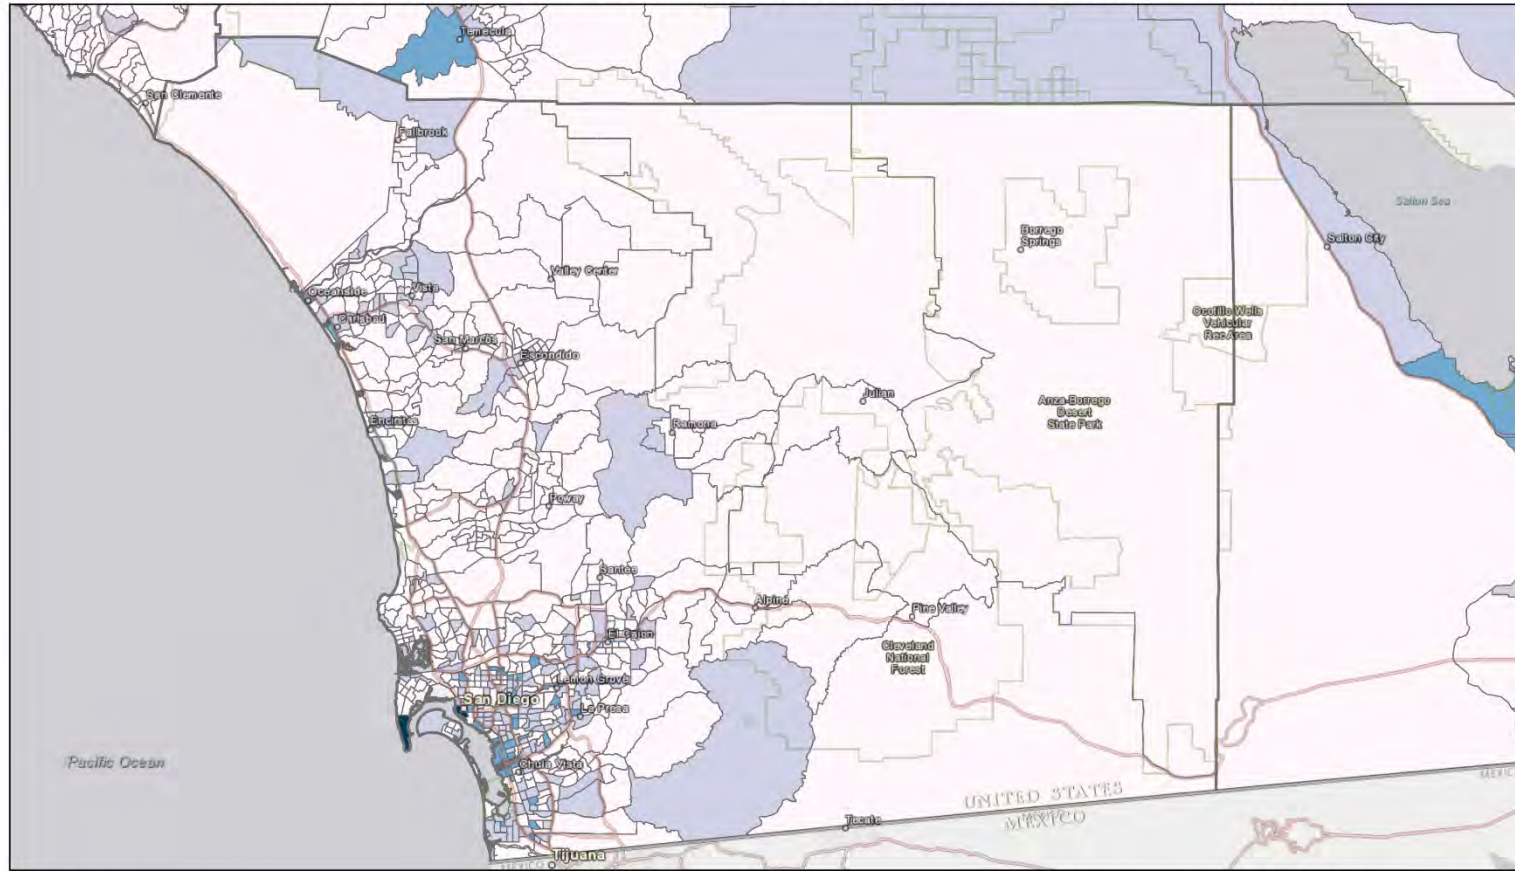 Temecula
San Clemente
Fallbrook
Salton Sea
Borrego
Springs
Salton City
Valley Center
Vista
Oceanside
Carlsbad
Ocotillo Wells
Vehicular
Rec Area
San Marcos
Escondido
Julian
Anza-Borrego
Desert
State Park
Encinitas
Ramona
Poway
Santee
Alpine
Pine Valley
El Cajon
Cleveland
National
Forest
Lemon Grove
San Diego
La Presa
Pacific Ocean
Chula Vista
UNITED STATES
MEXICO
MEXICO
Tecate
Tijuana
MEXICO